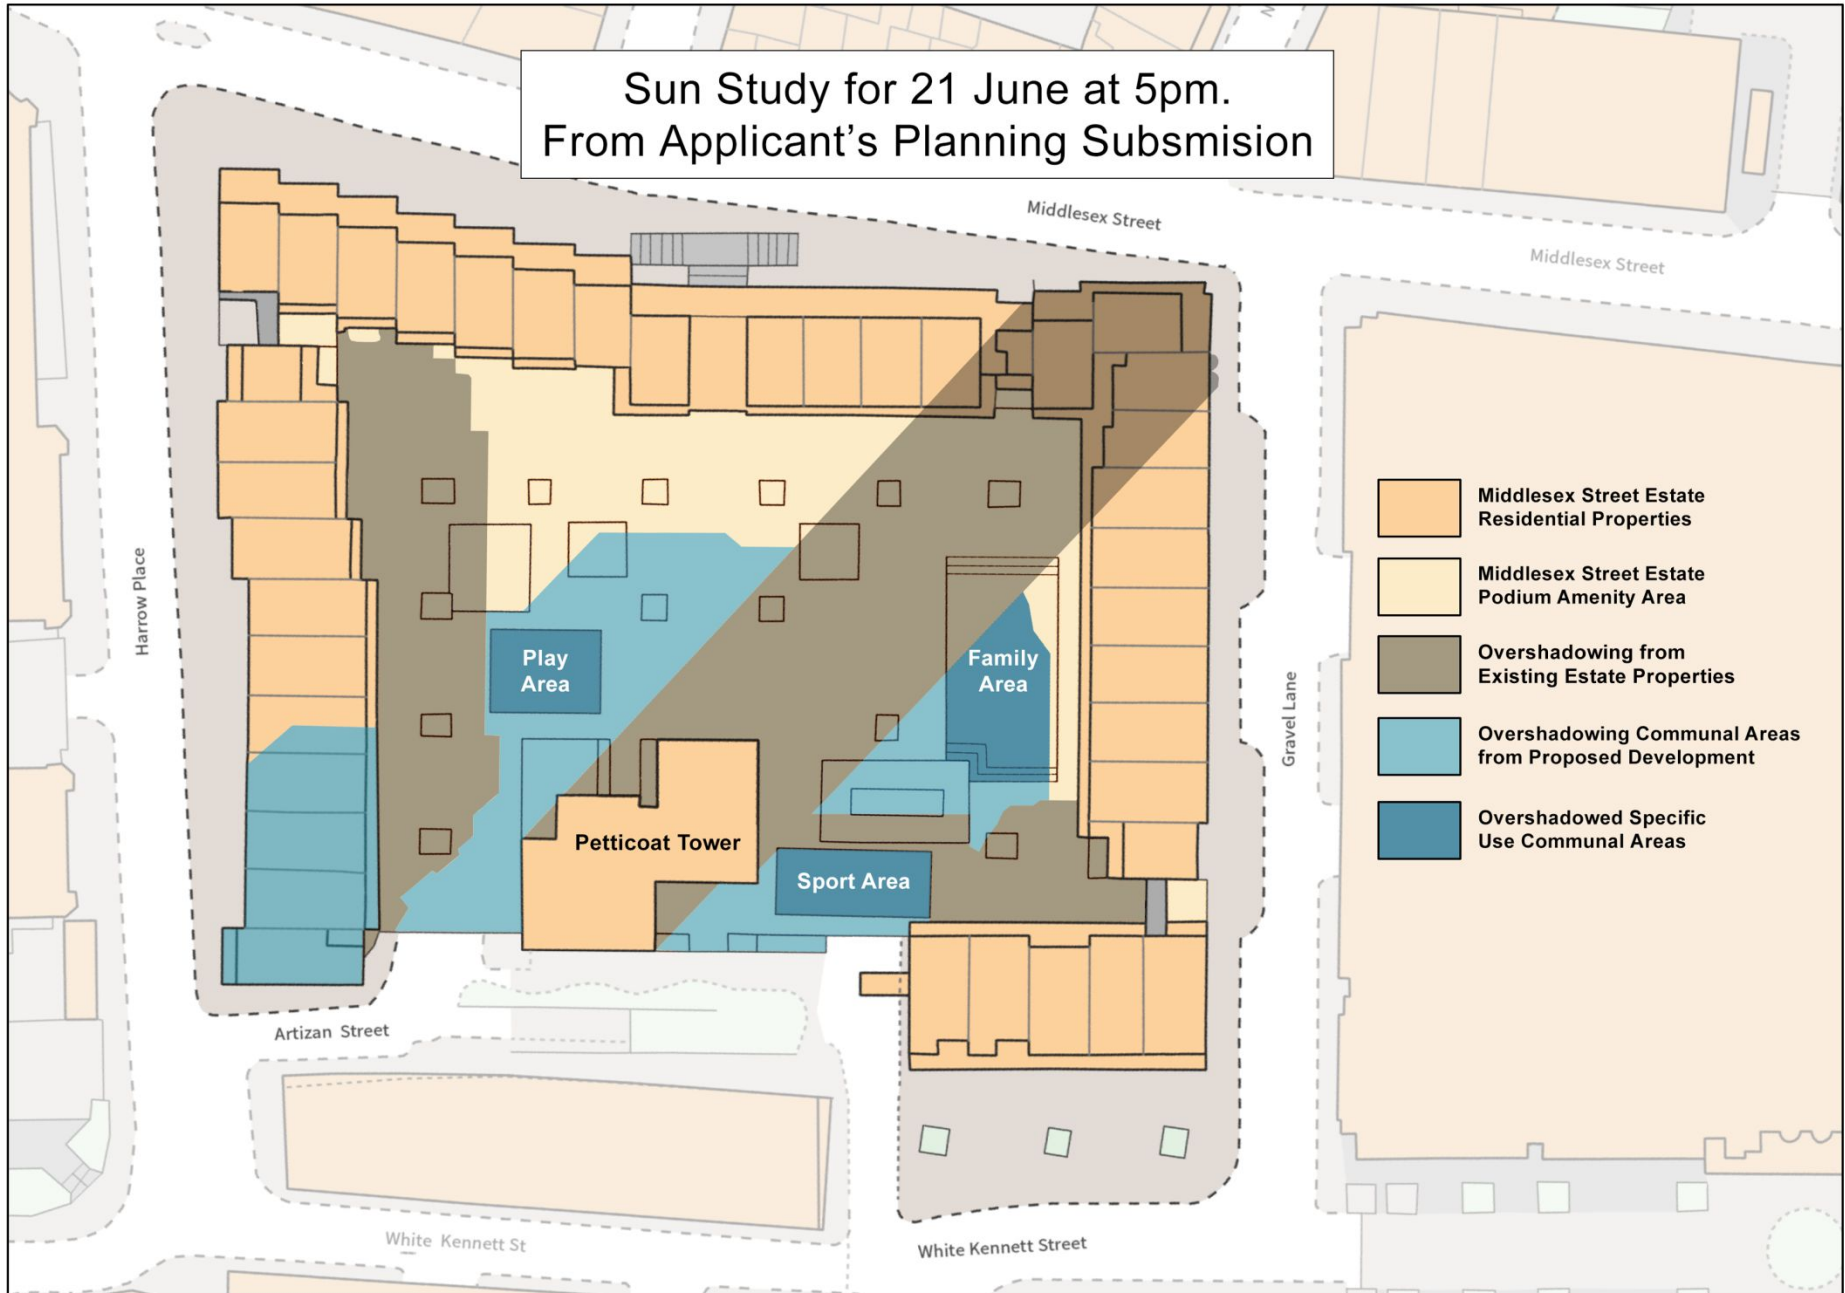 Sun Study for 21 June at 5pm.
From Applicant's Planning Subsmision
N
Middlesex Street
Middlesex Street
Harrow Place
Gravel Lane
Middlesex Street Estate
Residential Properties
Middlesex Street Estate
Podium Amenity Area
Overshadowing from
Existing Estate Properties
Overshadowing Communal Areas
from Proposed Development
Overshadowed Specific
Use Communal Areas
Play
Area
Family
Area
Petticoat Tower
Sport Area
Artizan Street
White Kennett St
White Kennett Street